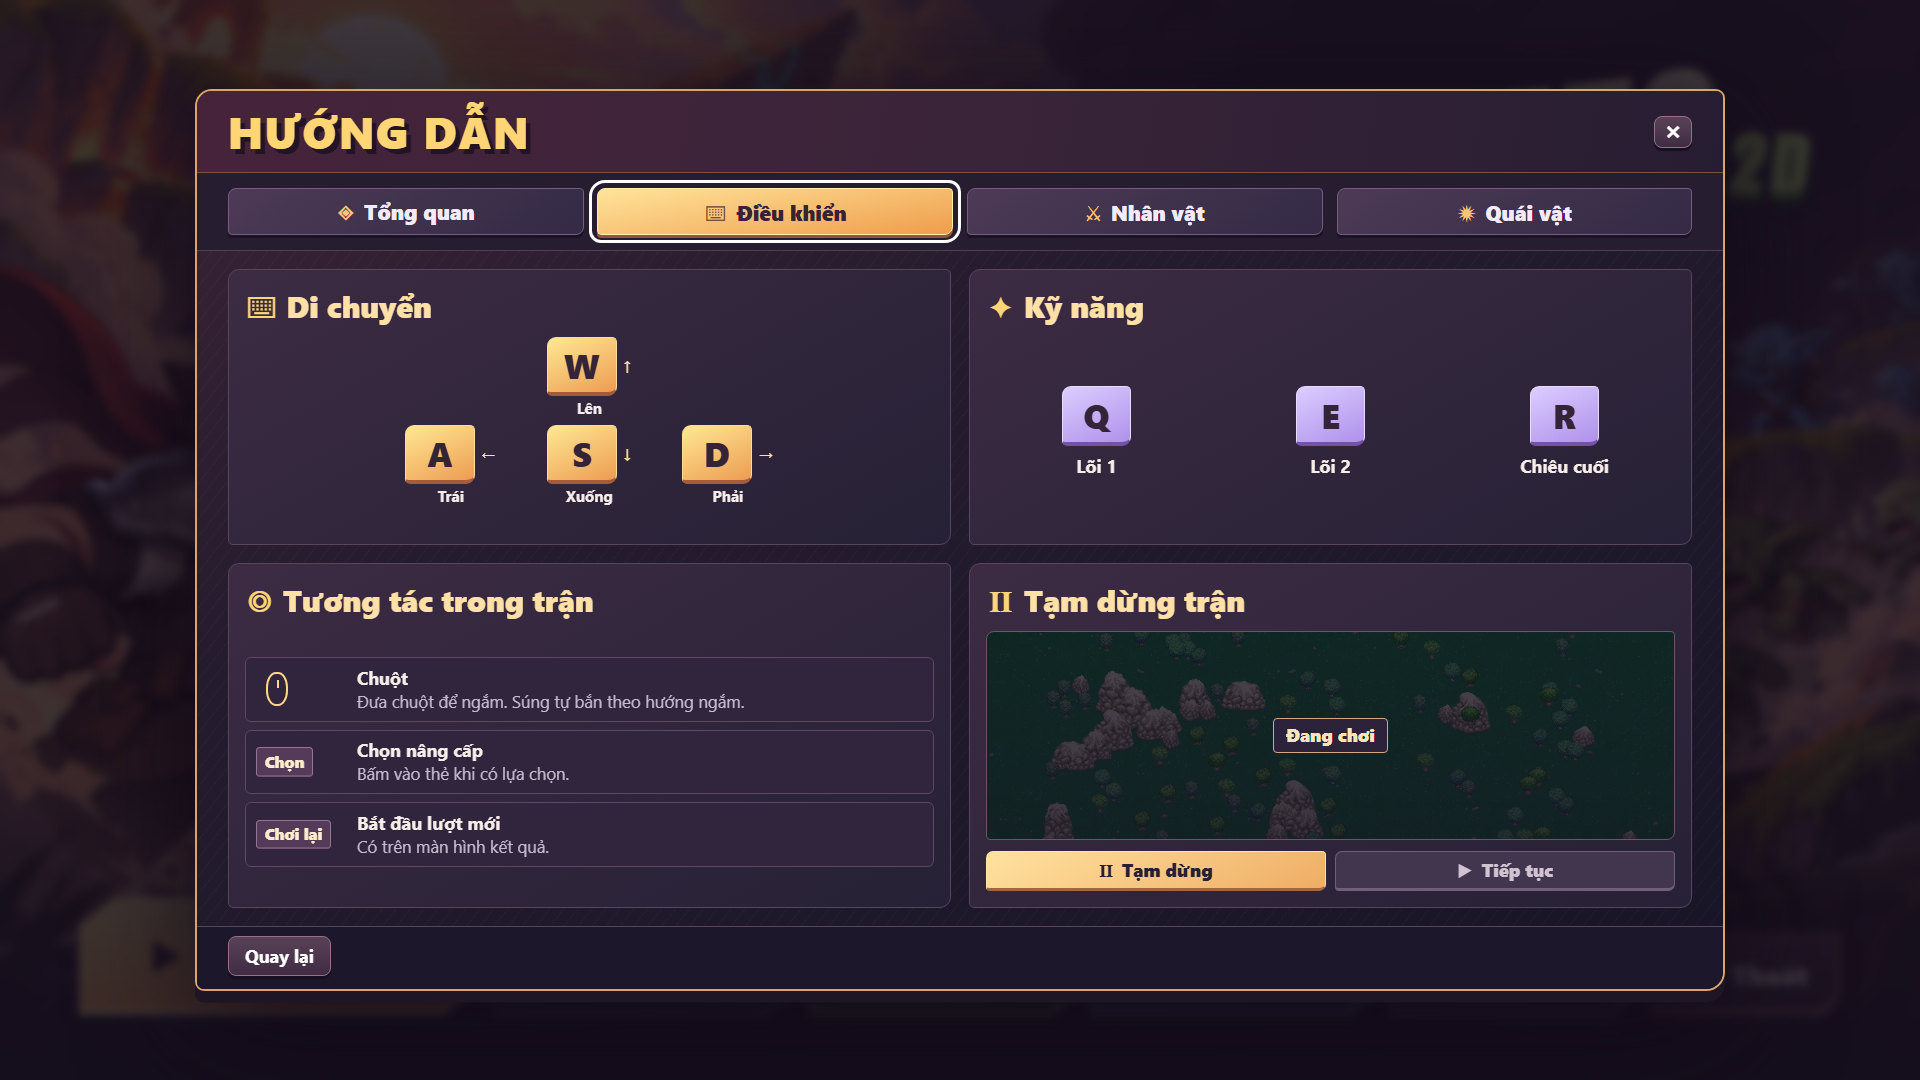 HƯỚNG DẪN
2D
Tổng quan
Điều khiển
Nhân vật
Quái vật
Di chuyển
W
Lên
A
S
D
Trái
Xuống
Phải
Kỹ năng
Q
E
R
Lõi 1
Lõi 2
Chiêu cuối
Tương tác trong trận
Chuột
Đưa chuột để ngắm. Súng tự bắn theo hướng ngắm.
Chọn
Chọn nâng cấp
Bấm vào thẻ khi có lựa chọn.
Chơi lại
Bắt đầu lượt mới
Có trên màn hình kết quả.
Tạm dừng trận
Đang chơi
Tạm dừng
Tiếp tục
Quay lại
Thoát